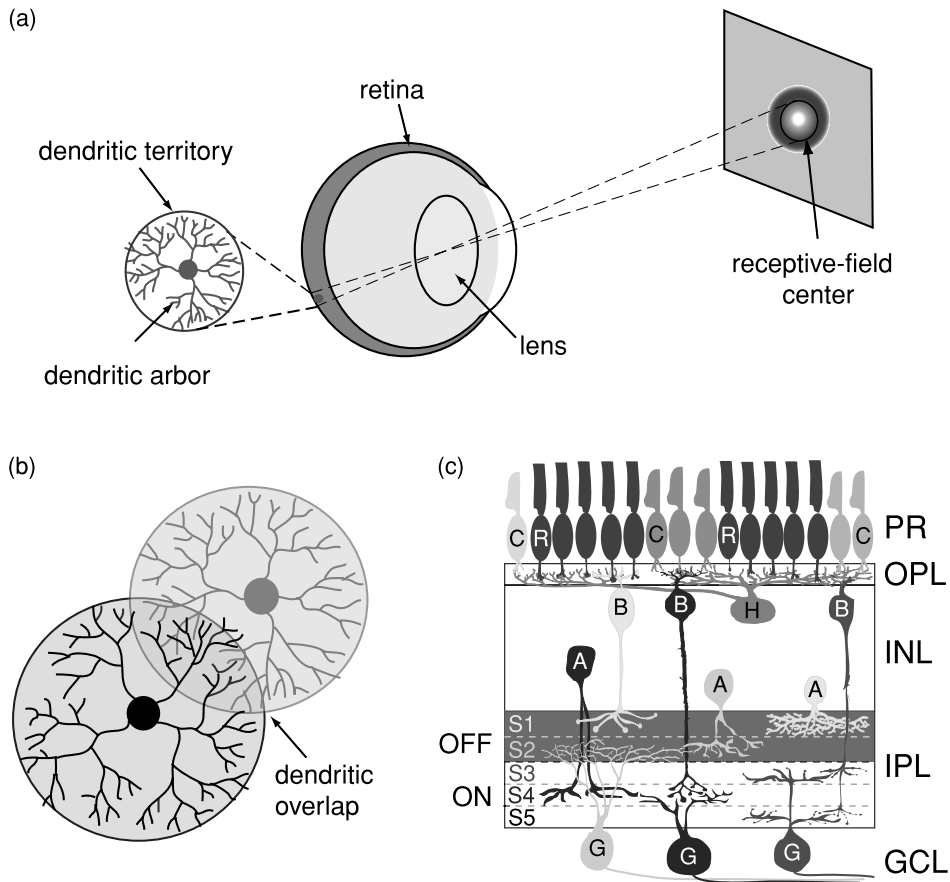 (a)
retina
dendritic territory
receptive-field
center
lens
dendritic arbor
(b)
dendritic
overlap
(c)
C R C R C
PR
OPL
B B H B
INL
A A A
S1
OFF
S2
S3
IPL
ON
S4
S5
G G G
GCL